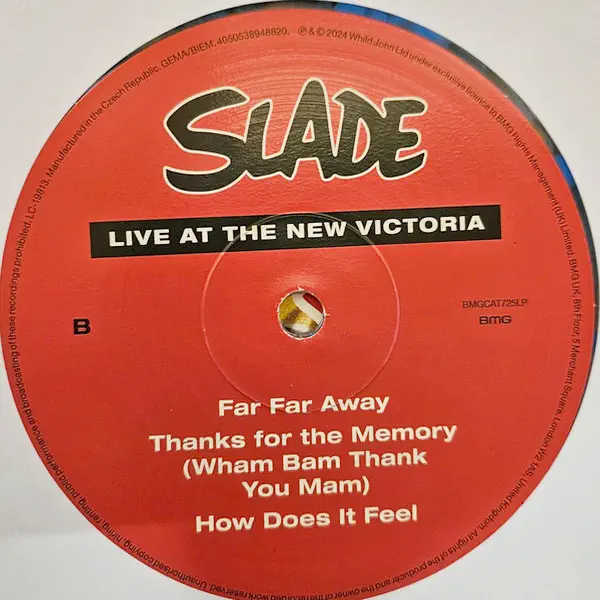 SLADE
LIVE AT THE NEW VICTORIA
B
BMGCAT725LP
BMG
Far Far Away
Thanks for the Memory
(Wham Bam Thank
You Mam)
How Does It Feel
Unauthorised copying, hiring, renting, public performance and broadcasting of these recordings prohibited. LC-19813. Manufactured in the Czech Republic. GEMA/BIEM. 4050538948820. ℗ & © 2024 Whild John Ltd under exclusive licence to BMG Rights Management (UK) Limited. BMG UK, 8th Floor, 5 Merchant Square, London W2 1AS, United Kingdom. All rights of the producer and of the owner of the recorded work reserved.